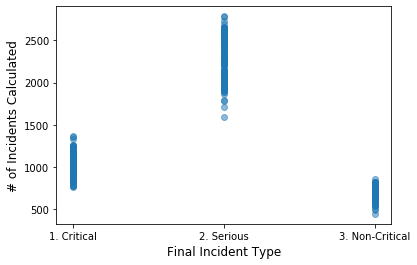 2500
2000
1500
1000
500
# of Incidents Calculated
1. Critical 2. Serious 3. Non-Critical
Final Incident Type